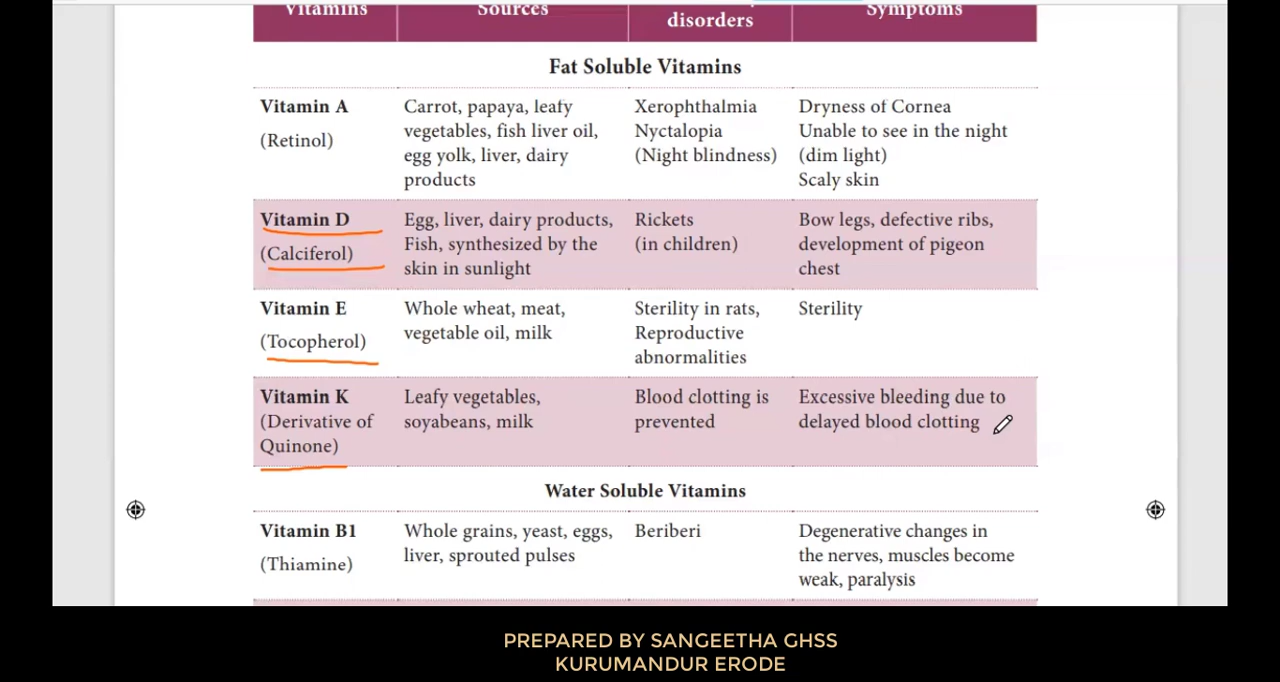 Vitamins Sources disorders Symptoms
Fat Soluble Vitamins
Vitamin A
(Retinol)
Carrot, papaya, leafy
vegetables, fish liver oil,
egg yolk, liver, dairy
products
Xerophthalmia
Nyctalopia
(Night blindness)
Dryness of Cornea
Unable to see in the night
(dim light)
Scaly skin
Vitamin D
(Calciferol)
Egg, liver, dairy products,
Fish, synthesized by the
skin in sunlight
Rickets
(in children)
Bow legs, defective ribs,
development of pigeon
chest
Vitamin E
(Tocopherol)
Whole wheat, meat,
vegetable oil, milk
Sterility in rats,
Reproductive
abnormalities
Sterility
Vitamin K
(Derivative of
Quinone)
Leafy vegetables,
soyabeans, milk
Blood clotting is
prevented
Excessive bleeding due to
delayed blood clotting
Water Soluble Vitamins
Vitamin B1
(Thiamine)
Whole grains, yeast, eggs,
liver, sprouted pulses
Beriberi
Degenerative changes in
the nerves, muscles become
weak, paralysis
PREPARED BY SANGEETHA GHSS
KURUMANDUR ERODE